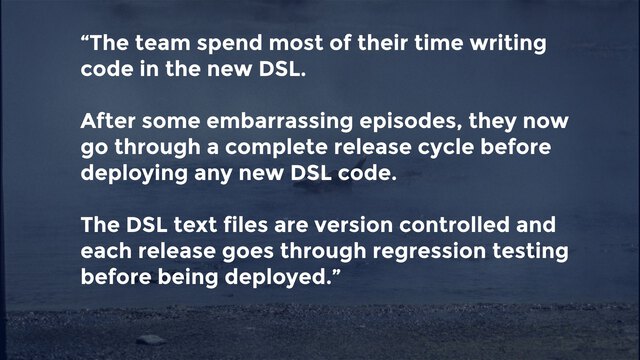 “The team spend most of their time writing
code in the new DSL.
After some embarrassing episodes, they now
go through a complete release cycle before
deploying any new DSL code.
The DSL text files are version controlled and
each release goes through regression testing
before being deployed.”